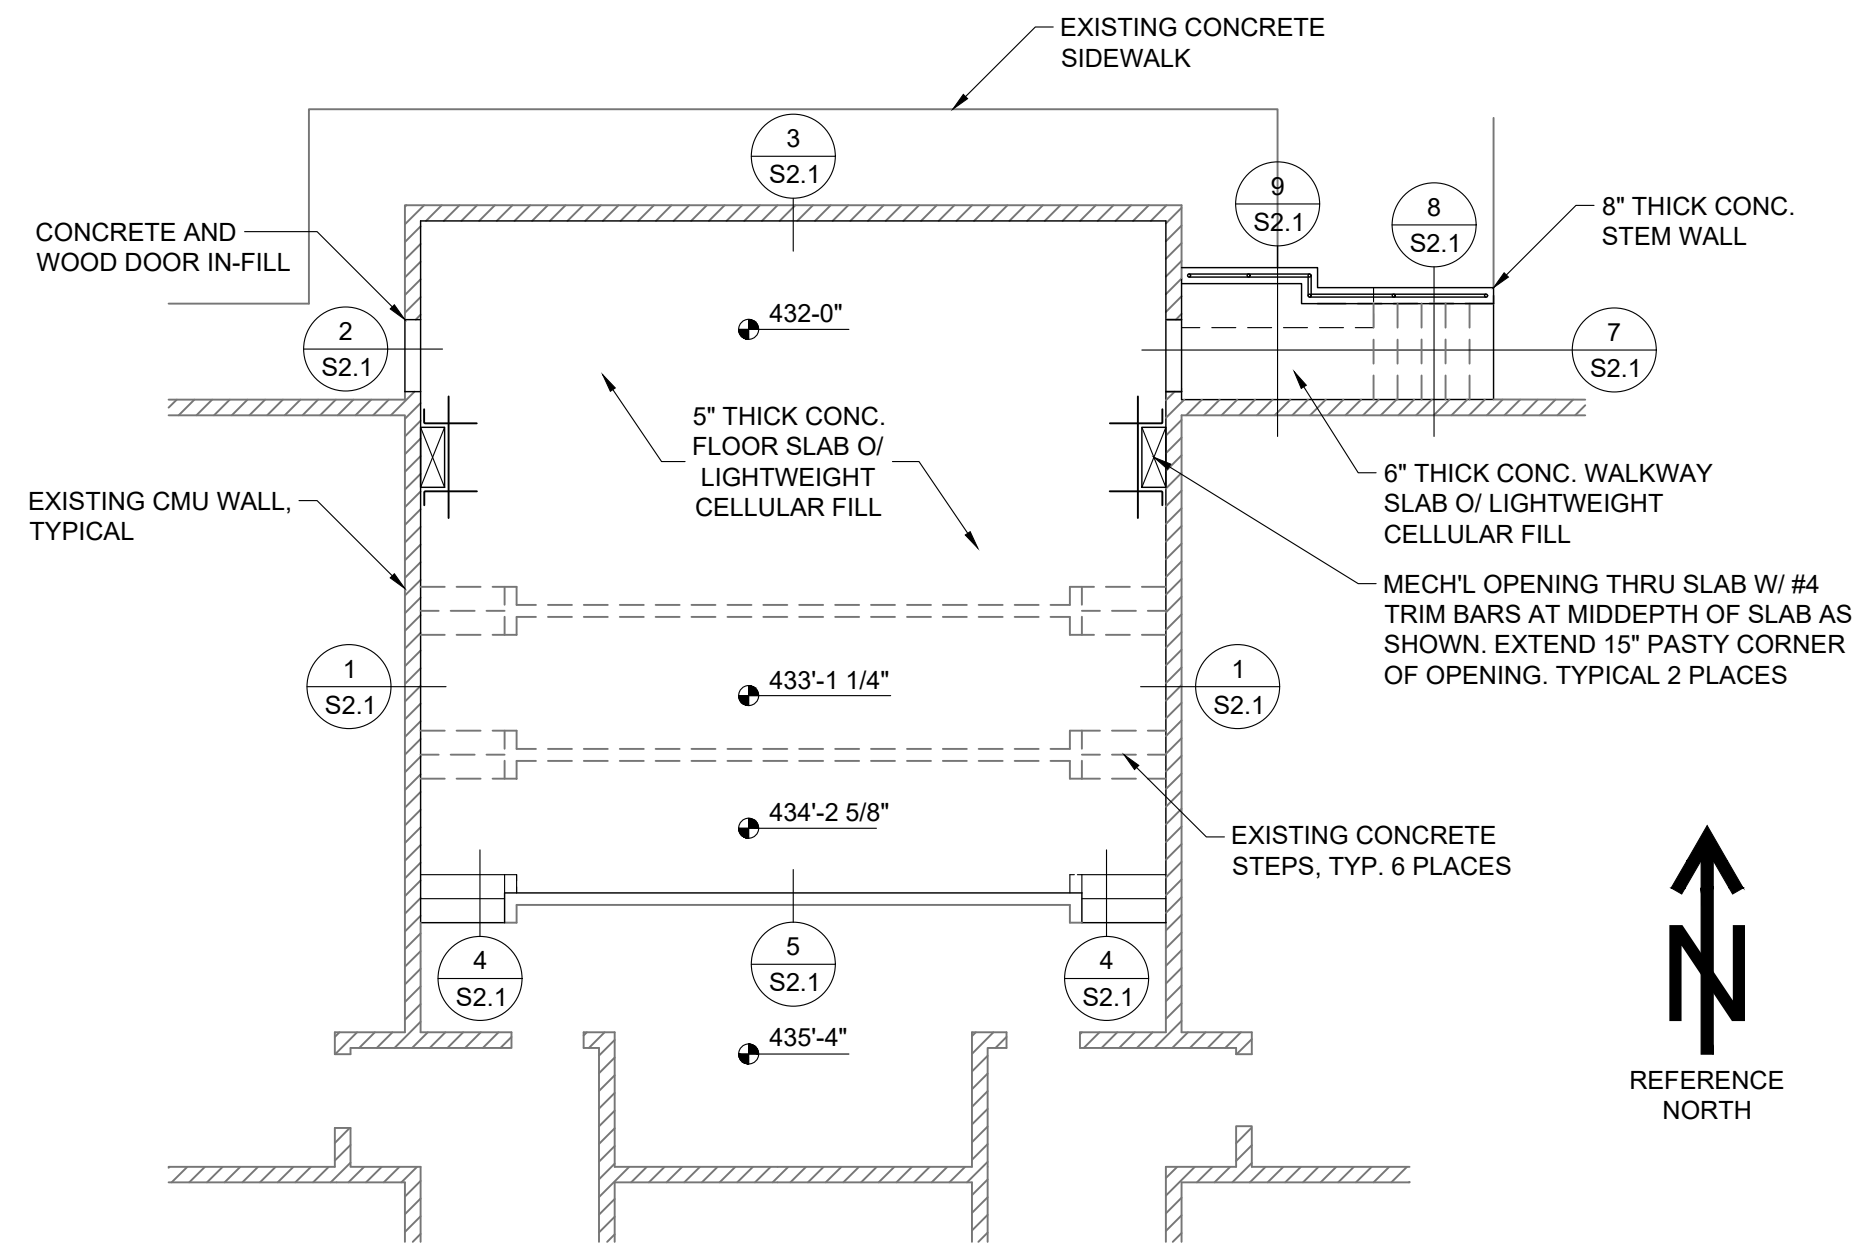 EXISTING CONCRETE
SIDEWALK
3
S2.1
9
S2.1
8
S2.1
8" THICK CONC.
STEM WALL
CONCRETE AND
WOOD DOOR IN-FILL
432-0"
2
S2.1
7
S2.1
5" THICK CONC.
FLOOR SLAB O/
LIGHTWEIGHT
CELLULAR FILL
EXISTING CMU WALL,
TYPICAL
6" THICK CONC. WALKWAY
SLAB O/ LIGHTWEIGHT
CELLULAR FILL
MECH'L OPENING THRU SLAB W/ #4
TRIM BARS AT MIDDEPTH OF SLAB AS
SHOWN. EXTEND 15" PASTY CORNER
OF OPENING. TYPICAL 2 PLACES
1
S2.1
433'-1 1/4"
1
S2.1
434'-2 5/8"
EXISTING CONCRETE
STEPS, TYP. 6 PLACES
4
S2.1
5
S2.1
4
S2.1
435'-4"
N
REFERENCE
NORTH